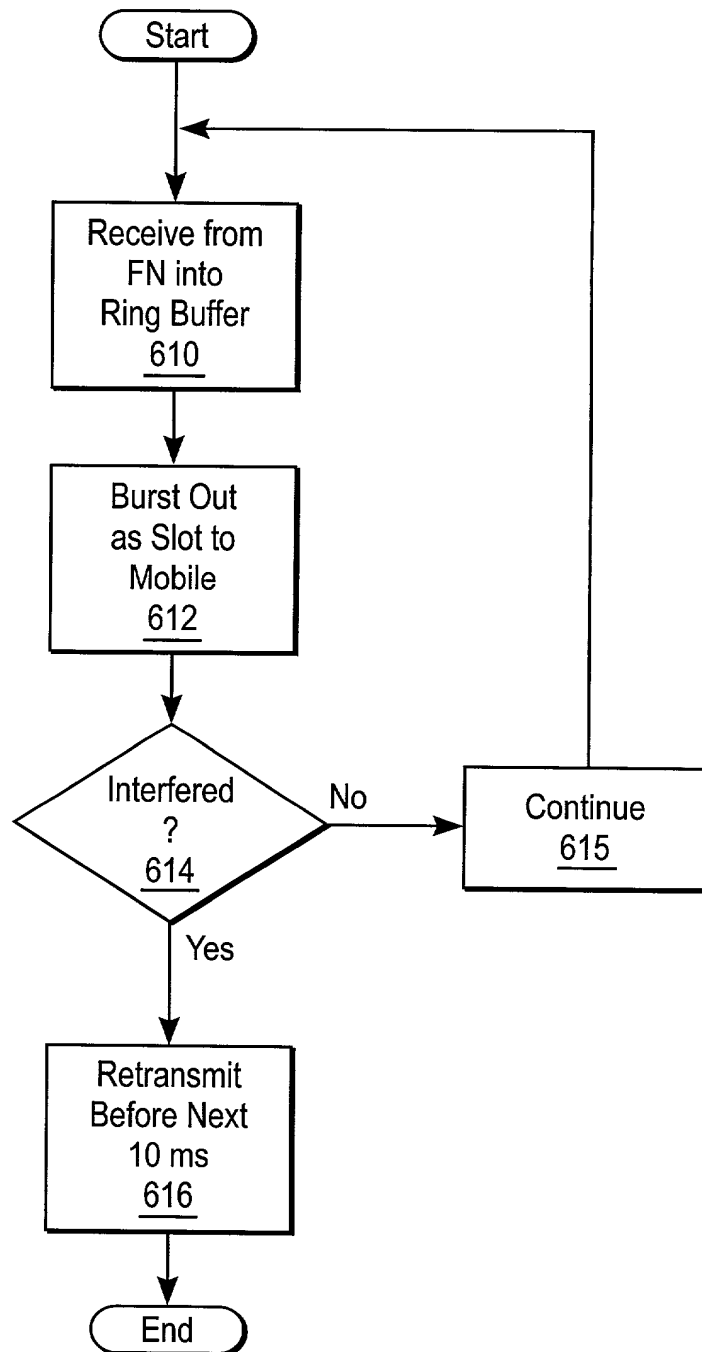 Start
Receive from
FN into
Ring Buffer
610
Burst Out
as Slot to
Mobile
612
Interfered
?
614
No
Continue
615
Yes
Retransmit
Before Next
10 ms
616
End